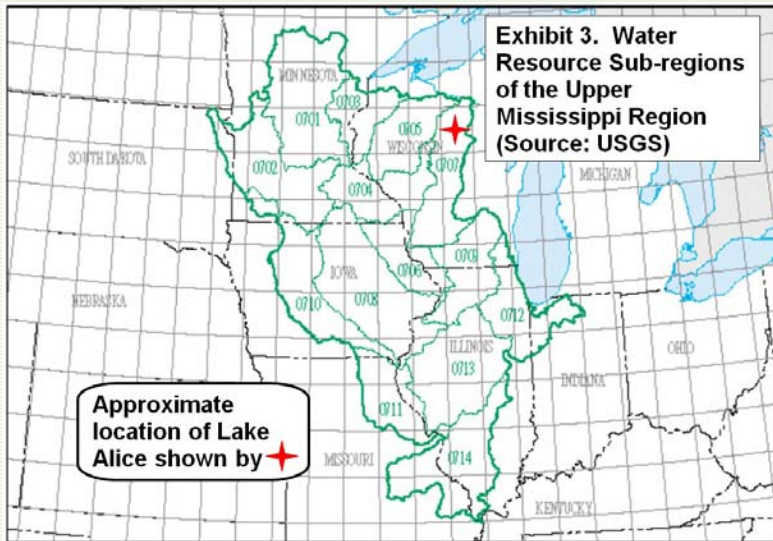 Exhibit 3. Water
Resource Sub-regions
of the Upper
Mississippi Region
(Source: USGS)
MINNESOTA
0703
0701
0705
WISCONSIN
0707
SOUTH DAKOTA
0702
0704
MICHIGAN
0709
IOWA
0706
NEBRASKA
0710
0708
0712
ILLINOIS
OHIO
0713
INDIANA
Approximate
location of Lake
Alice shown by
0711
MISSOURI
0714
KENTUCKY